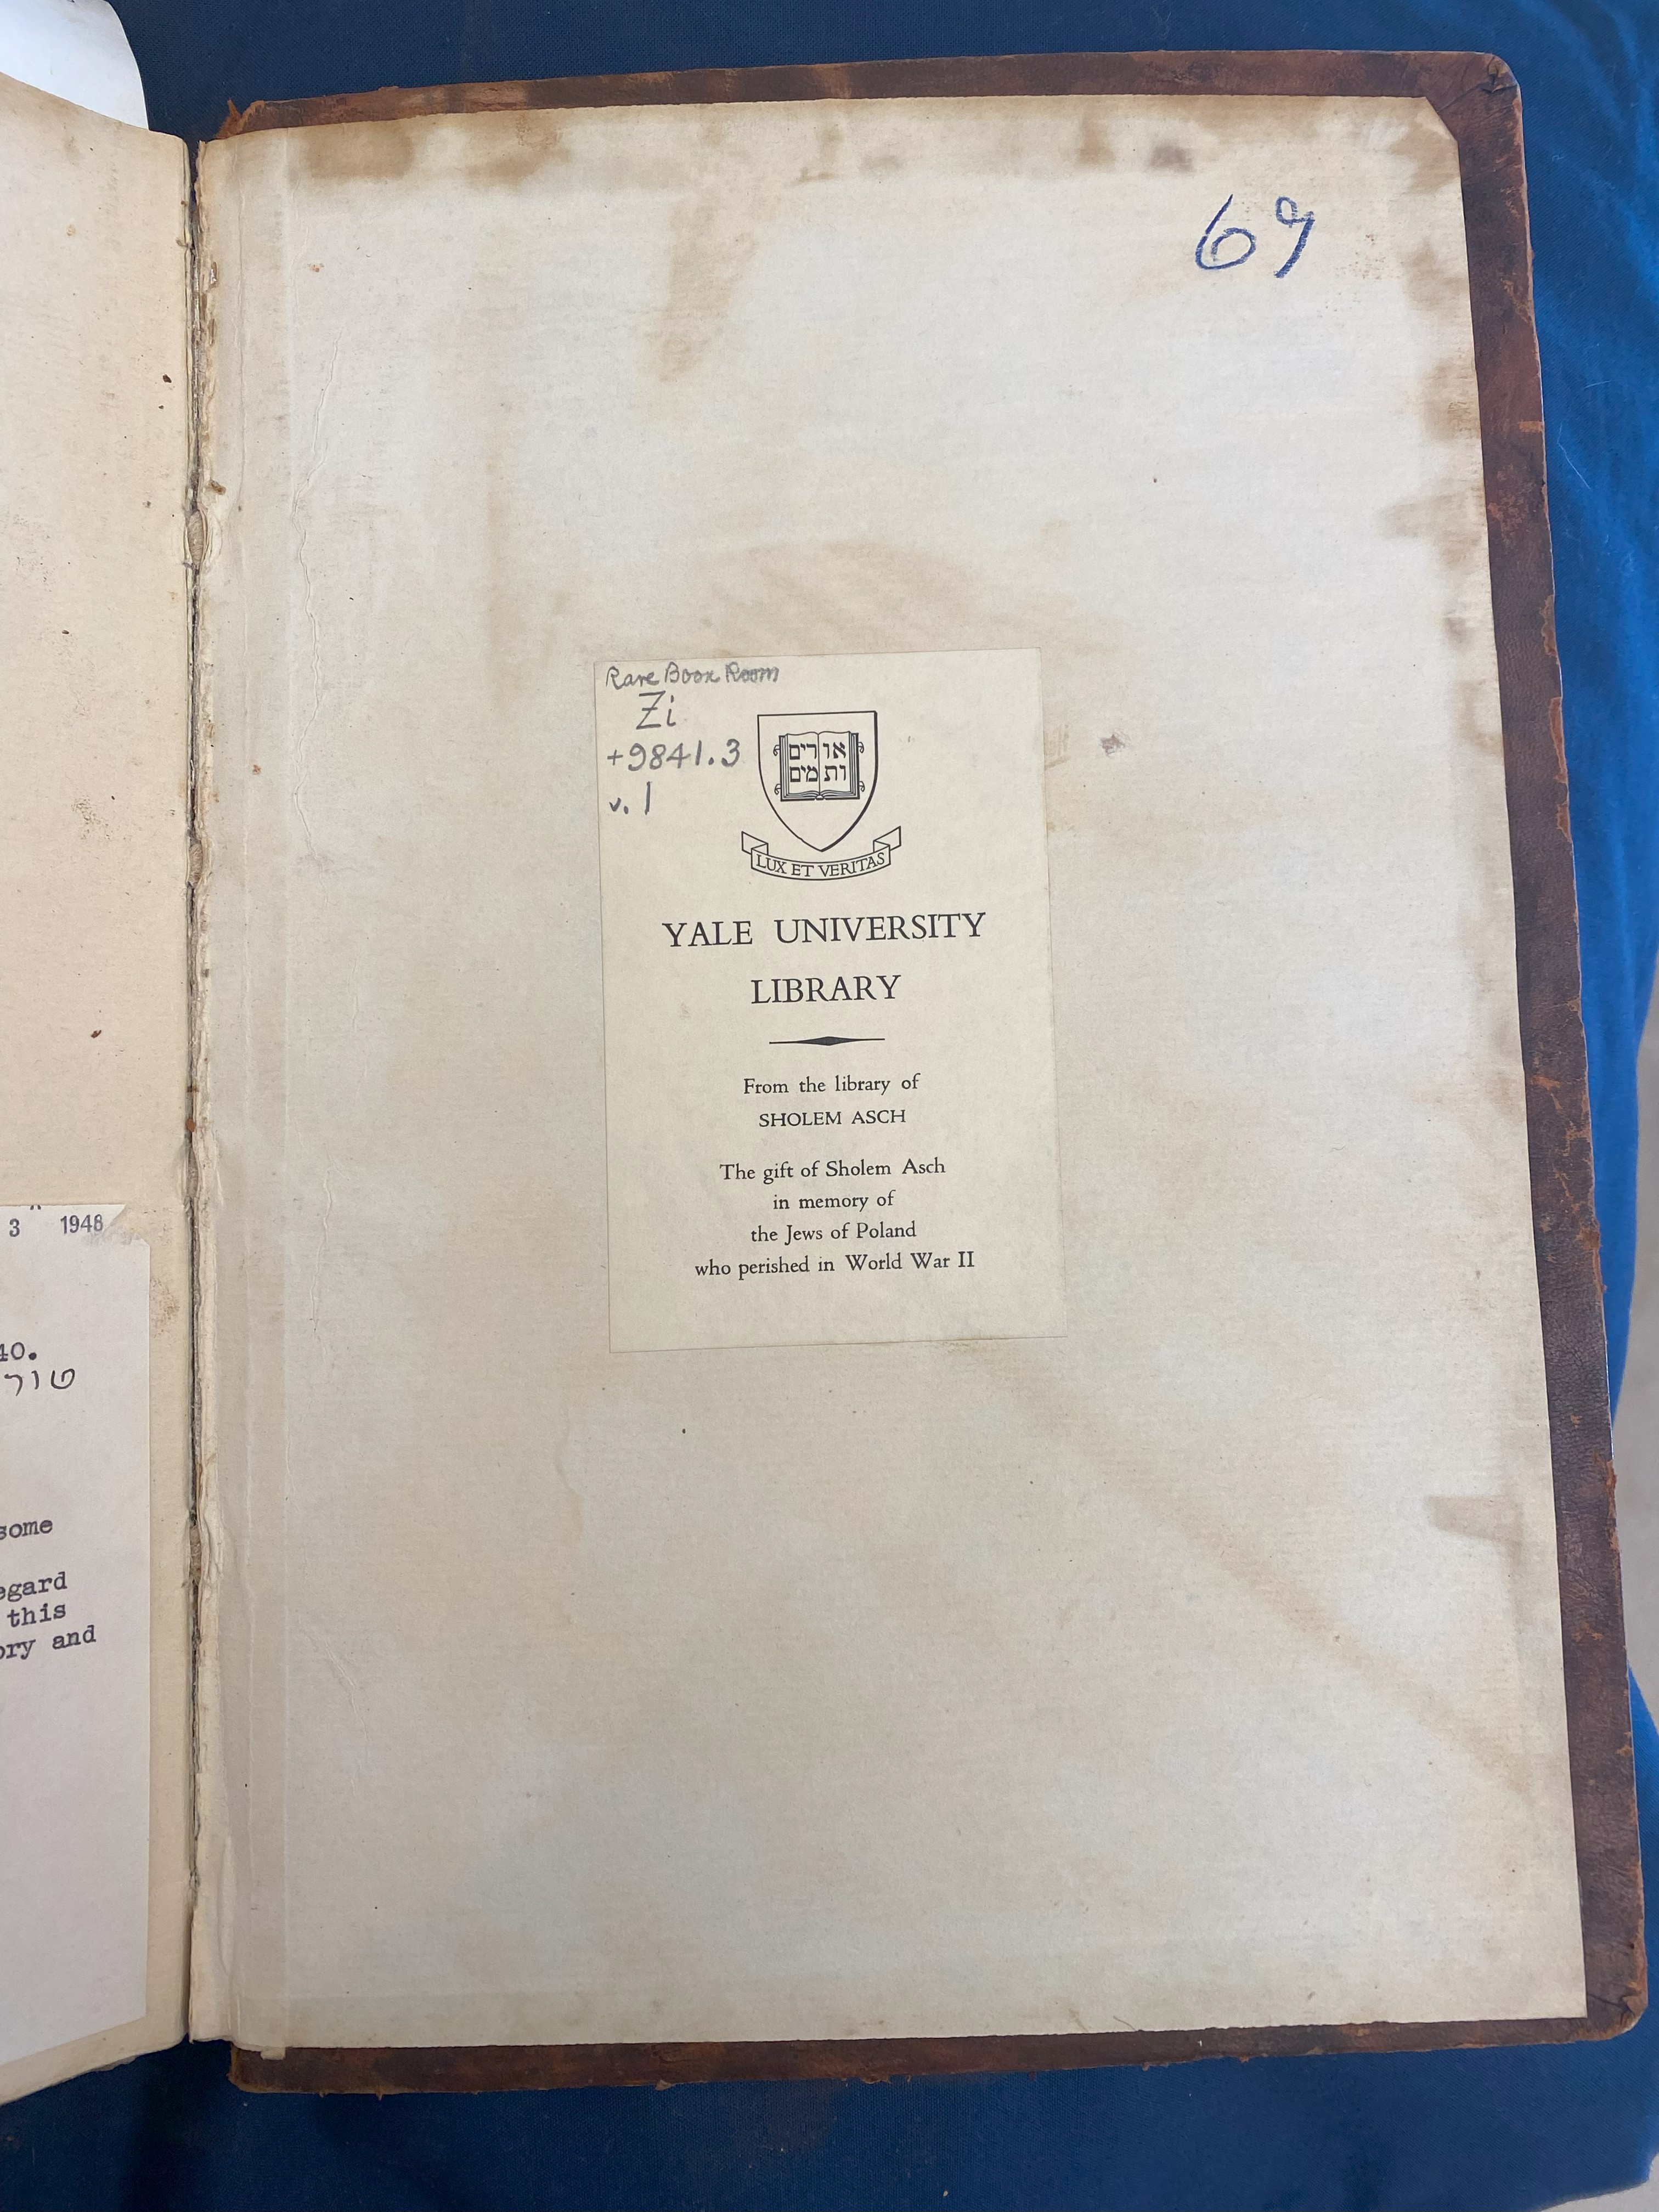 69
Rare Book Room
Zi
+9841.3
v. 1
אורים
ותמים
LUX ET VERITAS
YALE UNIVERSITY
LIBRARY
From the library of
SHOLEM ASCH
The gift of Sholem Asch
in memory of
the Jews of Poland
who perished in World War II
3 1948
40.
טור
some
egard
this
ory and